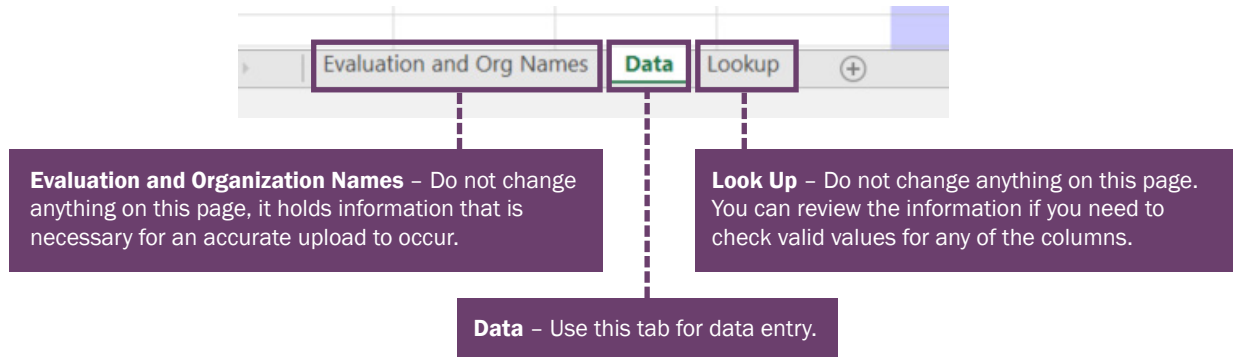 Evaluation and Org Names Data Lookup
Evaluation and Organization Names – Do not change
anything on this page, it holds information that is
necessary for an accurate upload to occur.
Look Up – Do not change anything on this page.
You can review the information if you need to
check valid values for any of the columns.
Data – Use this tab for data entry.